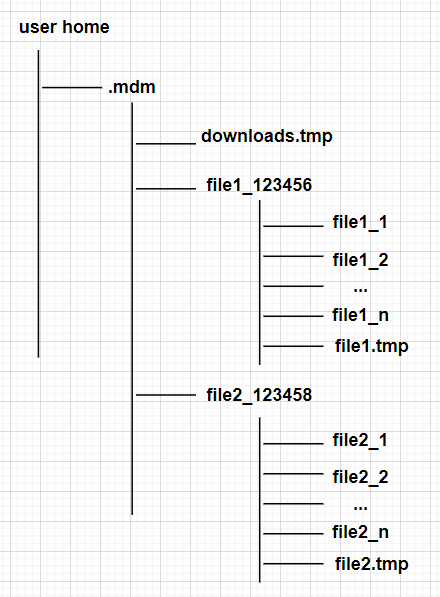 user home
.mdm
downloads.tmp
file1_123456
file1_1
file1_2
...
file1_n
file1.tmp
file2_123458
file2_1
file2_2
...
file2_n
file2.tmp